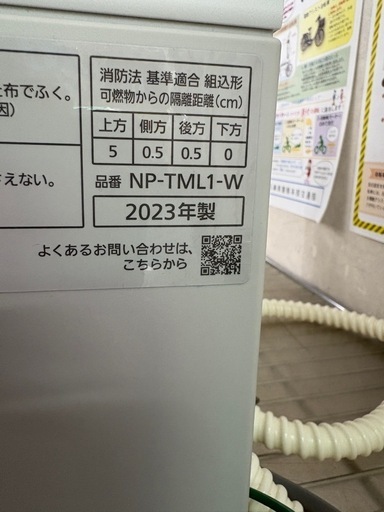 布でふく。
因)
さえない。
消防法 基準適合 組込形
可燃物からの隔離距離(cm)
上方 側方 後方 下方
5 0.5 0.5 0
品番 NP-TML1-W
2023年製
よくあるお問い合わせは、
こちらから